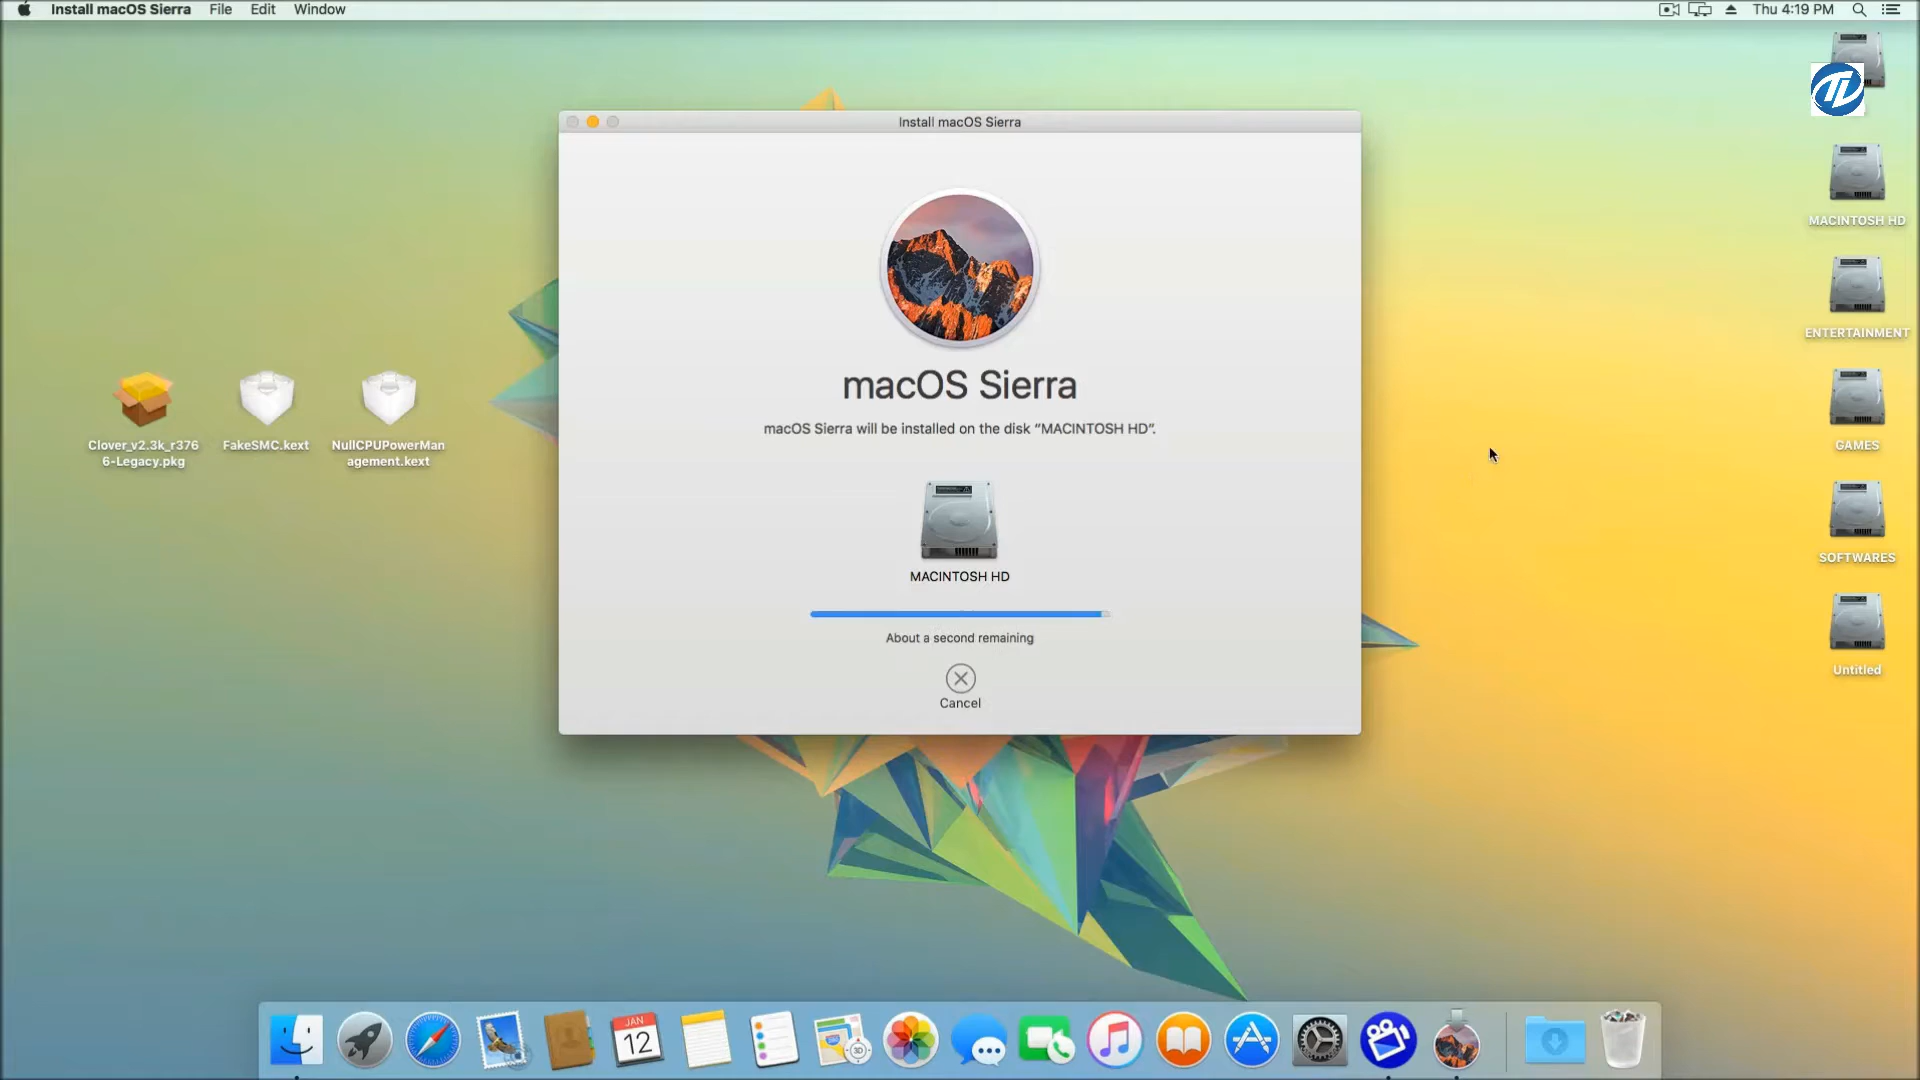 Install macOS Sierra File Edit Window
Thu 4:19 PM
TL
Install macOS Sierra
macOS Sierra
macOS Sierra will be installed on the disk “MACINTOSH HD”.
MACINTOSH HD
About a second remaining
Cancel
Clover_v2.3k_r376
6-Legacy.pkg
FakeSMC.kext
NullCPUPowerMan
agement.kext
MACINTOSH HD
ENTERTAINMENT
GAMES
SOFTWARES
Untitled
JAN
12
3D